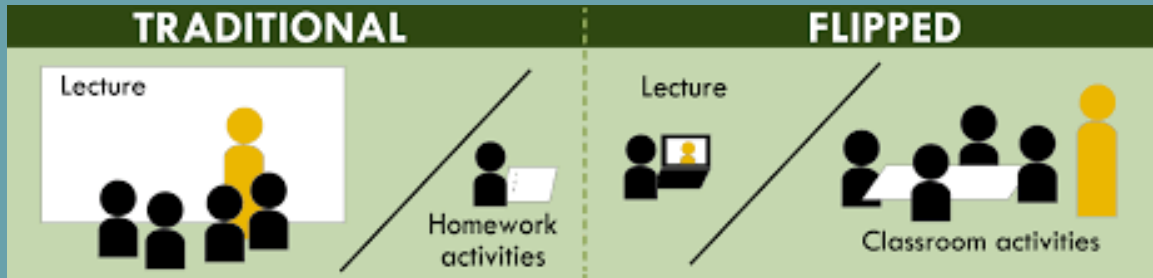 TRADITIONAL
Lecture
Homework
activities
FLIPPED
Lecture
Classroom activities